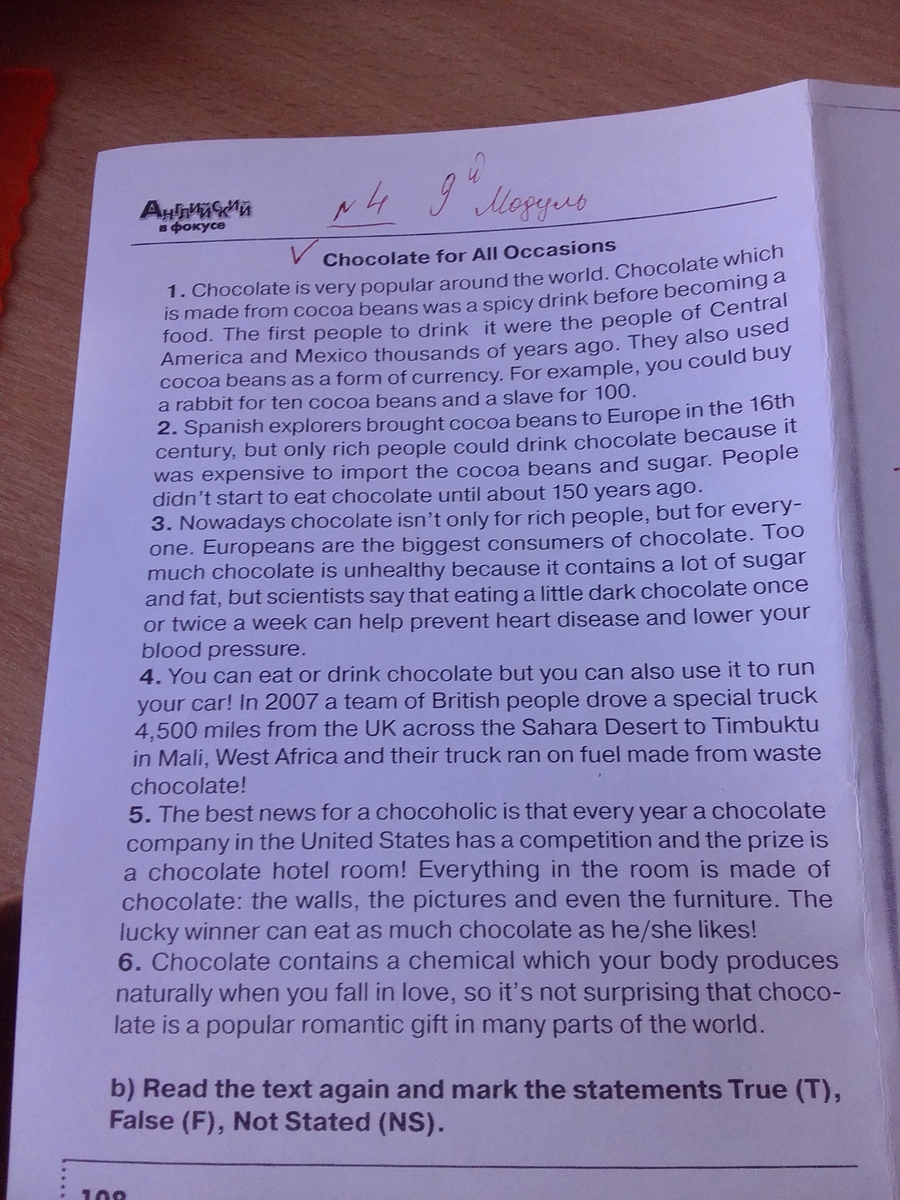 Английский
в фокусе
№4 9й Модуль
Chocolate for All Occasions
1. Chocolate is very popular around the world. Chocolate which
is made from cocoa beans was a spicy drink before becoming a
food. The first people to drink it were the people of Central
America and Mexico thousands of years ago. They also used
cocoa beans as a form of currency. For example, you could buy
a rabbit for ten cocoa beans and a slave for 100.
2. Spanish explorers brought cocoa beans to Europe in the 16th
century, but only rich people could drink chocolate because it
was expensive to import the cocoa beans and sugar. People
didn't start to eat chocolate until about 150 years ago.
3. Nowadays chocolate isn't only for rich people, but for every-
one. Europeans are the biggest consumers of chocolate. Too
much chocolate is unhealthy because it contains a lot of sugar
and fat, but scientists say that eating a little dark chocolate once
or twice a week can help prevent heart disease and lower your
blood pressure.
4. You can eat or drink chocolate but you can also use it to run
your car! In 2007 a team of British people drove a special truck
4,500 miles from the UK across the Sahara Desert to Timbuktu
in Mali, West Africa and their truck ran on fuel made from waste
chocolate!
5. The best news for a chocoholic is that every year a chocolate
company in the United States has a competition and the prize is
a chocolate hotel room! Everything in the room is made of
chocolate: the walls, the pictures and even the furniture. The
lucky winner can eat as much chocolate as he/she likes!
6. Chocolate contains a chemical which your body produces
naturally when you fall in love, so it's not surprising that choco-
late is a popular romantic gift in many parts of the world.
b) Read the text again and mark the statements True (T),
False (F), Not Stated (NS).
108